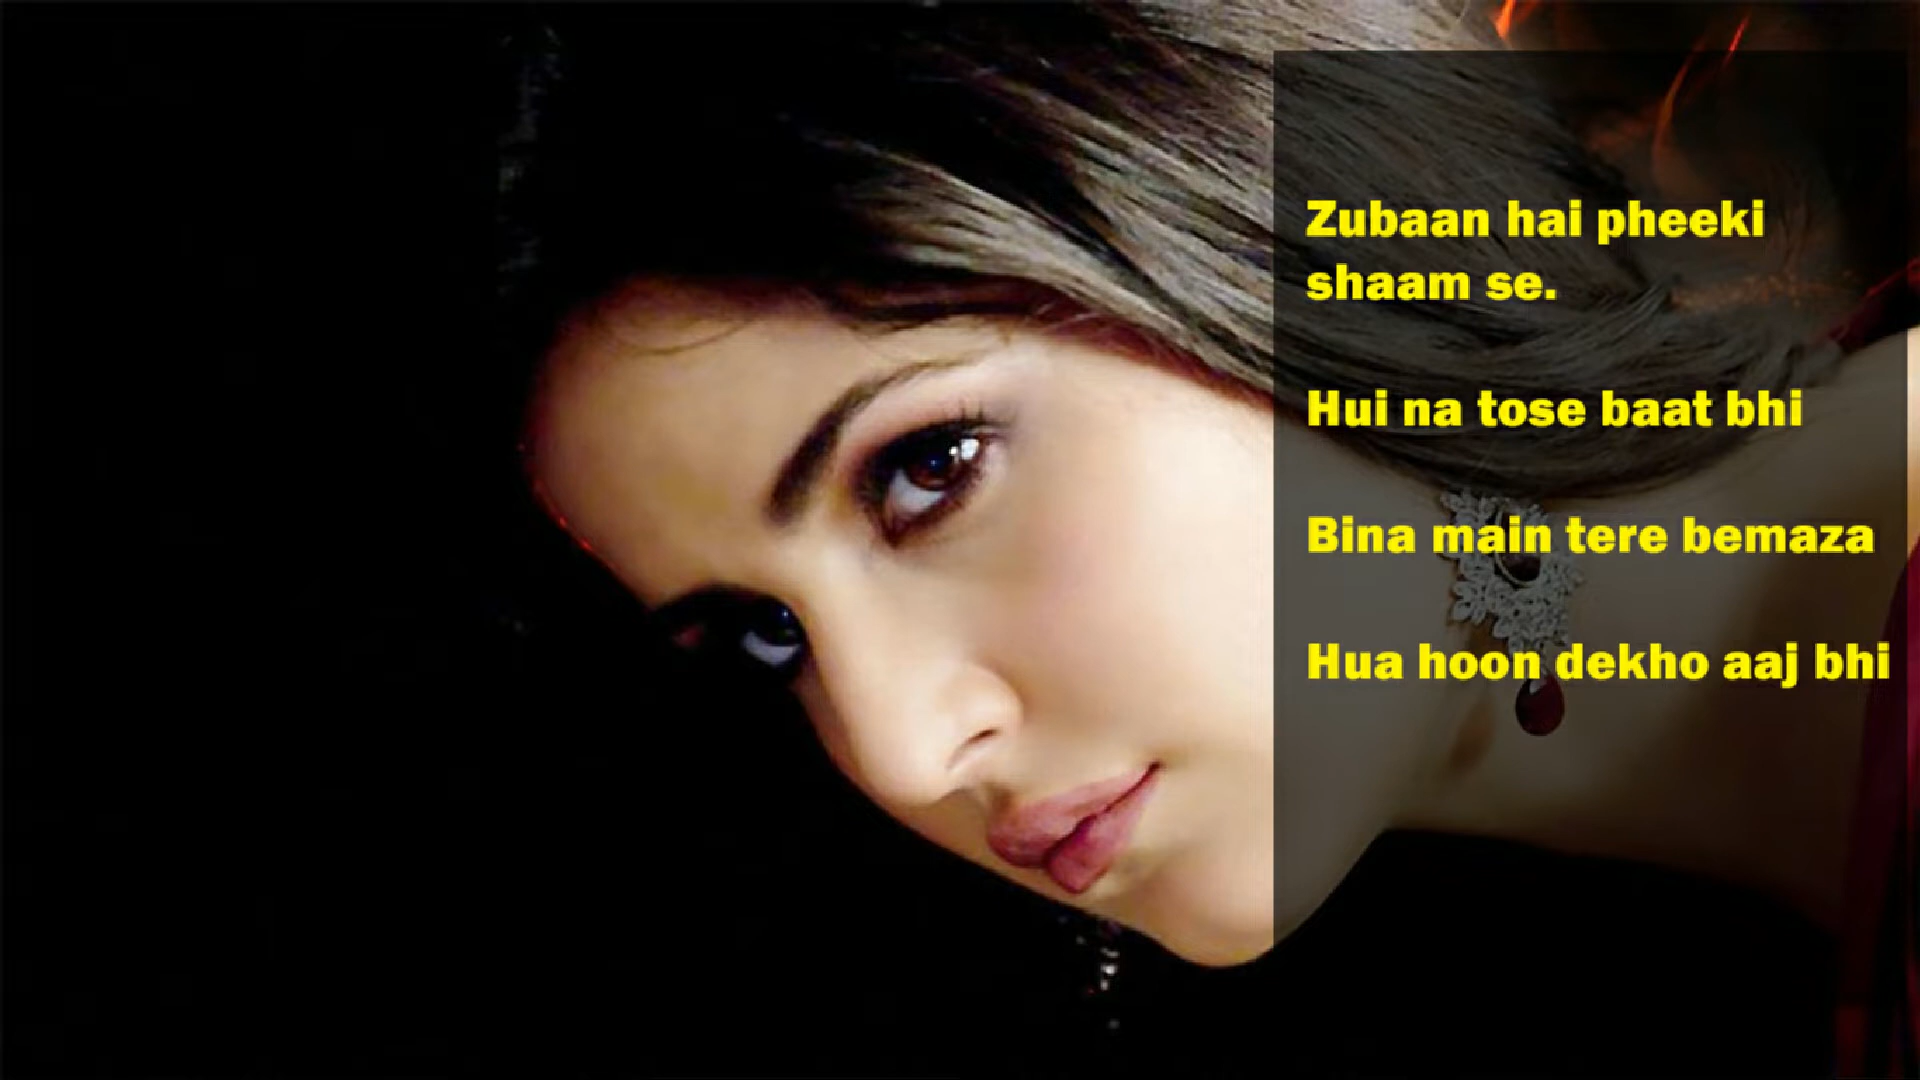 Zubaan hai pheeki
shaam se.
Hui na tose baat bhi
Bina main tere bemaza
Hua hoon dekho aaj bhi